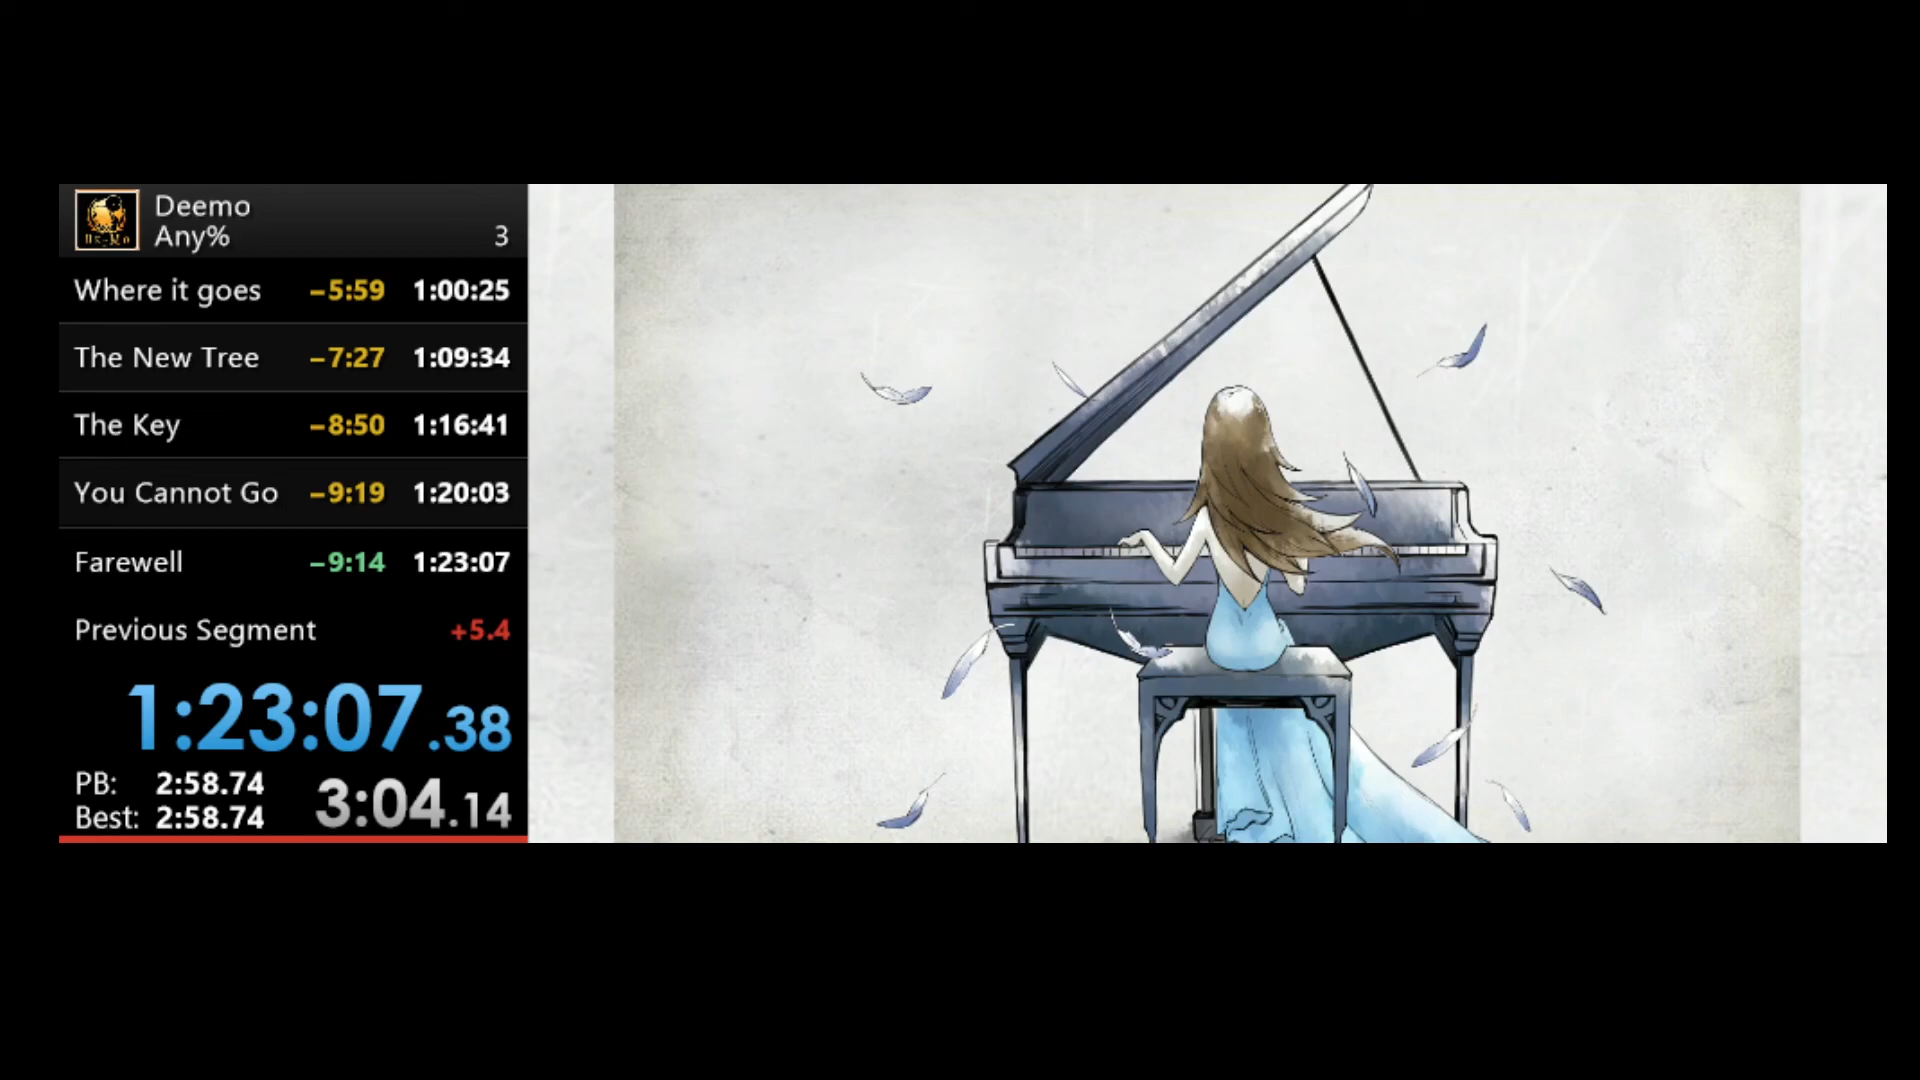 Deemo
Any% 3
Where it goes −5:59 1:00:25
The New Tree −7:27 1:09:34
The Key −8:50 1:16:41
You Cannot Go −9:19 1:20:03
Farewell −9:14 1:23:07
Previous Segment +5.4
1:23:07.38
PB: 2:58.74
Best: 2:58.74
3:04.14